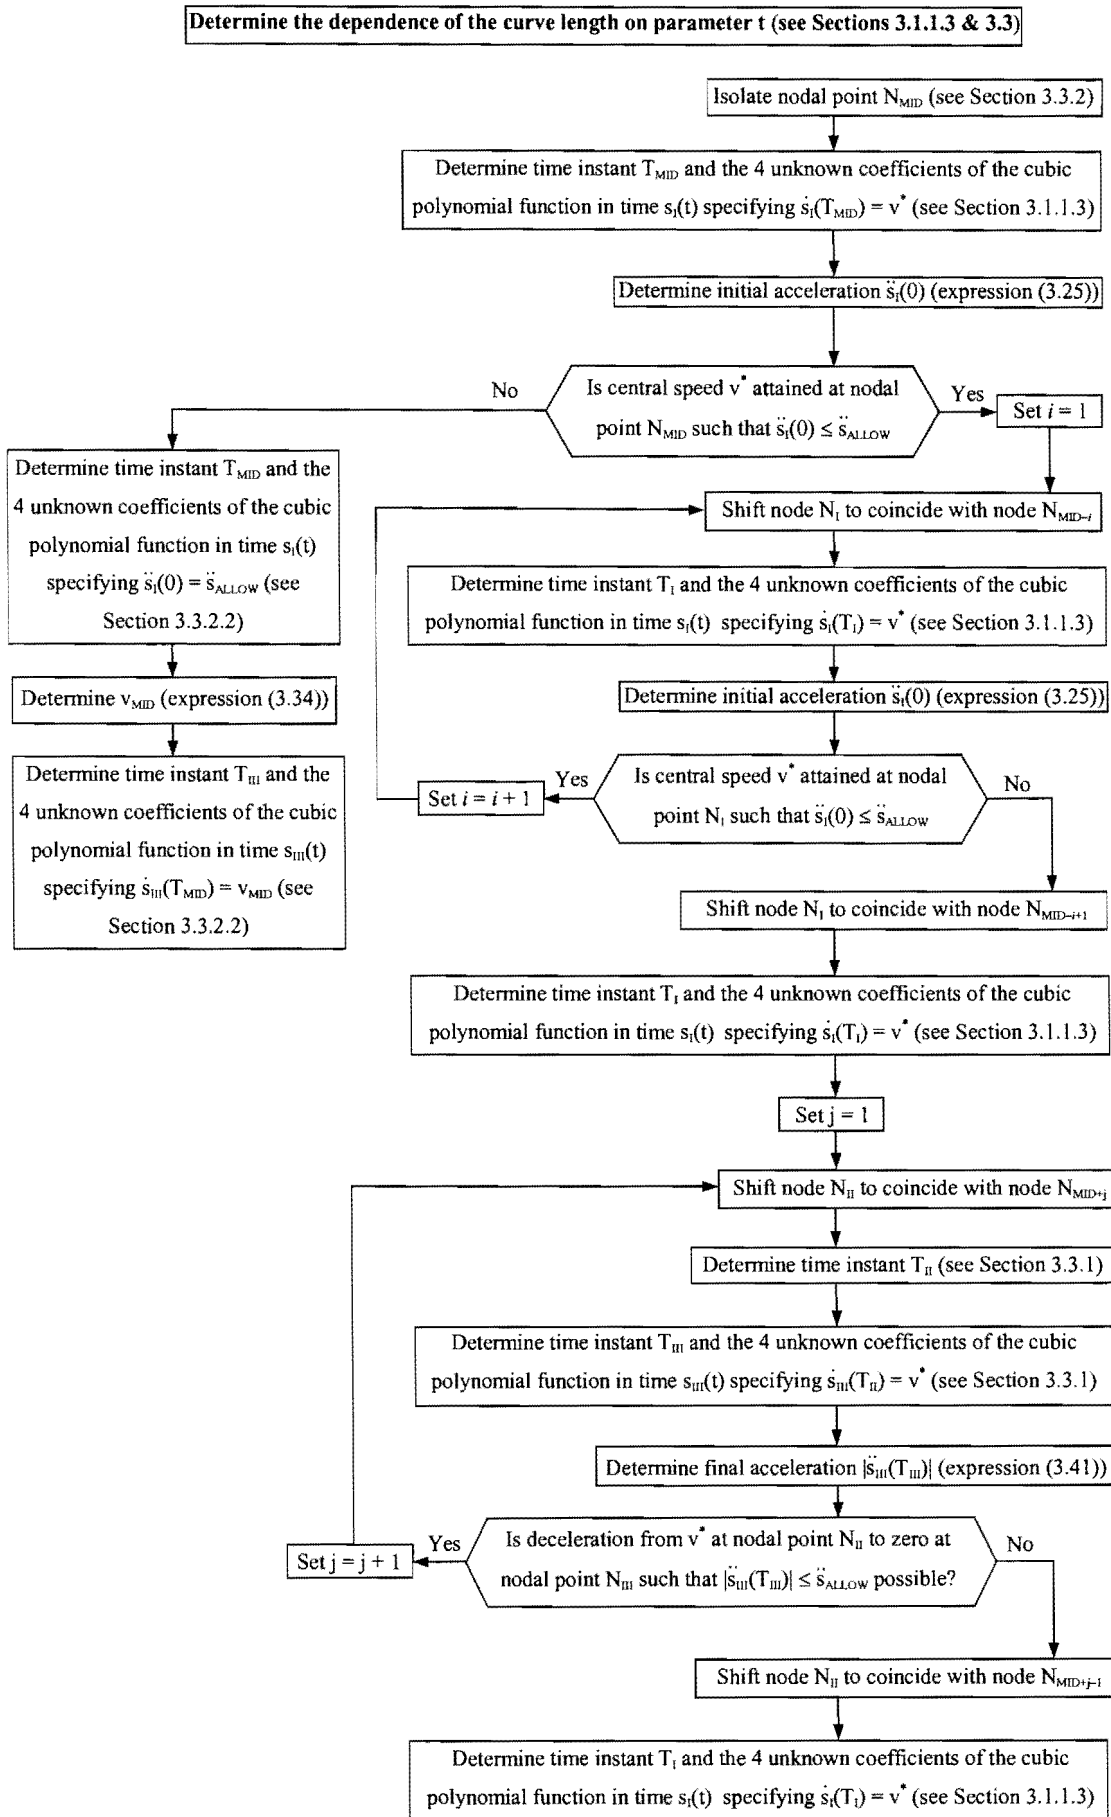 Determine the dependence of the curve length on parameter t (see Sections 3.1.1.3 & 3.3)
Isolate nodal point N_MID (see Section 3.3.2)
Determine time instant T_MID and the 4 unknown coefficients of the cubic
polynomial function in time s_I(t) specifying ṡ_I(T_MID) = v* (see Section 3.1.1.3)
Determine initial acceleration s̈_I(0) (expression (3.25))
No
Is central speed v* attained at nodal
point N_MID such that s̈_I(0) ≤ s̈_ALLOW
Yes
Set i = 1
Determine time instant T_MID and the
4 unknown coefficients of the cubic
polynomial function in time s_I(t)
specifying s̈_I(0) = s̈_ALLOW (see
Section 3.3.2.2)
Determine v_MID (expression (3.34))
Determine time instant T_III and the
4 unknown coefficients of the cubic
polynomial function in time s_III(t)
specifying ṡ_III(T_MID) = v_MID (see
Section 3.3.2.2)
Shift node N_I to coincide with node N_MID−i
Determine time instant T_I and the 4 unknown coefficients of the cubic
polynomial function in time s_I(t) specifying ṡ_I(T_I) = v* (see Section 3.1.1.3)
Determine initial acceleration s̈_I(0) (expression (3.25))
Set i = i + 1
Yes
Is central speed v* attained at nodal
point N_I such that s̈_I(0) ≤ s̈_ALLOW
No
Shift node N_I to coincide with node N_MID−i+1
Determine time instant T_I and the 4 unknown coefficients of the cubic
polynomial function in time s_I(t) specifying ṡ_I(T_I) = v* (see Section 3.1.1.3)
Set j = 1
Shift node N_II to coincide with node N_MID+j
Determine time instant T_II (see Section 3.3.1)
Determine time instant T_III and the 4 unknown coefficients of the cubic
polynomial function in time s_III(t) specifying ṡ_III(T_II) = v* (see Section 3.3.1)
Determine final acceleration |s̈_III(T_III)| (expression (3.41))
Set j = j + 1
Yes
Is deceleration from v* at nodal point N_II to zero at
nodal point N_III such that |s̈_III(T_III)| ≤ s̈_ALLOW possible?
No
Shift node N_II to coincide with node N_MID+j−1
Determine time instant T_I and the 4 unknown coefficients of the cubic
polynomial function in time s_I(t) specifying ṡ_I(T_I) = v* (see Section 3.1.1.3)